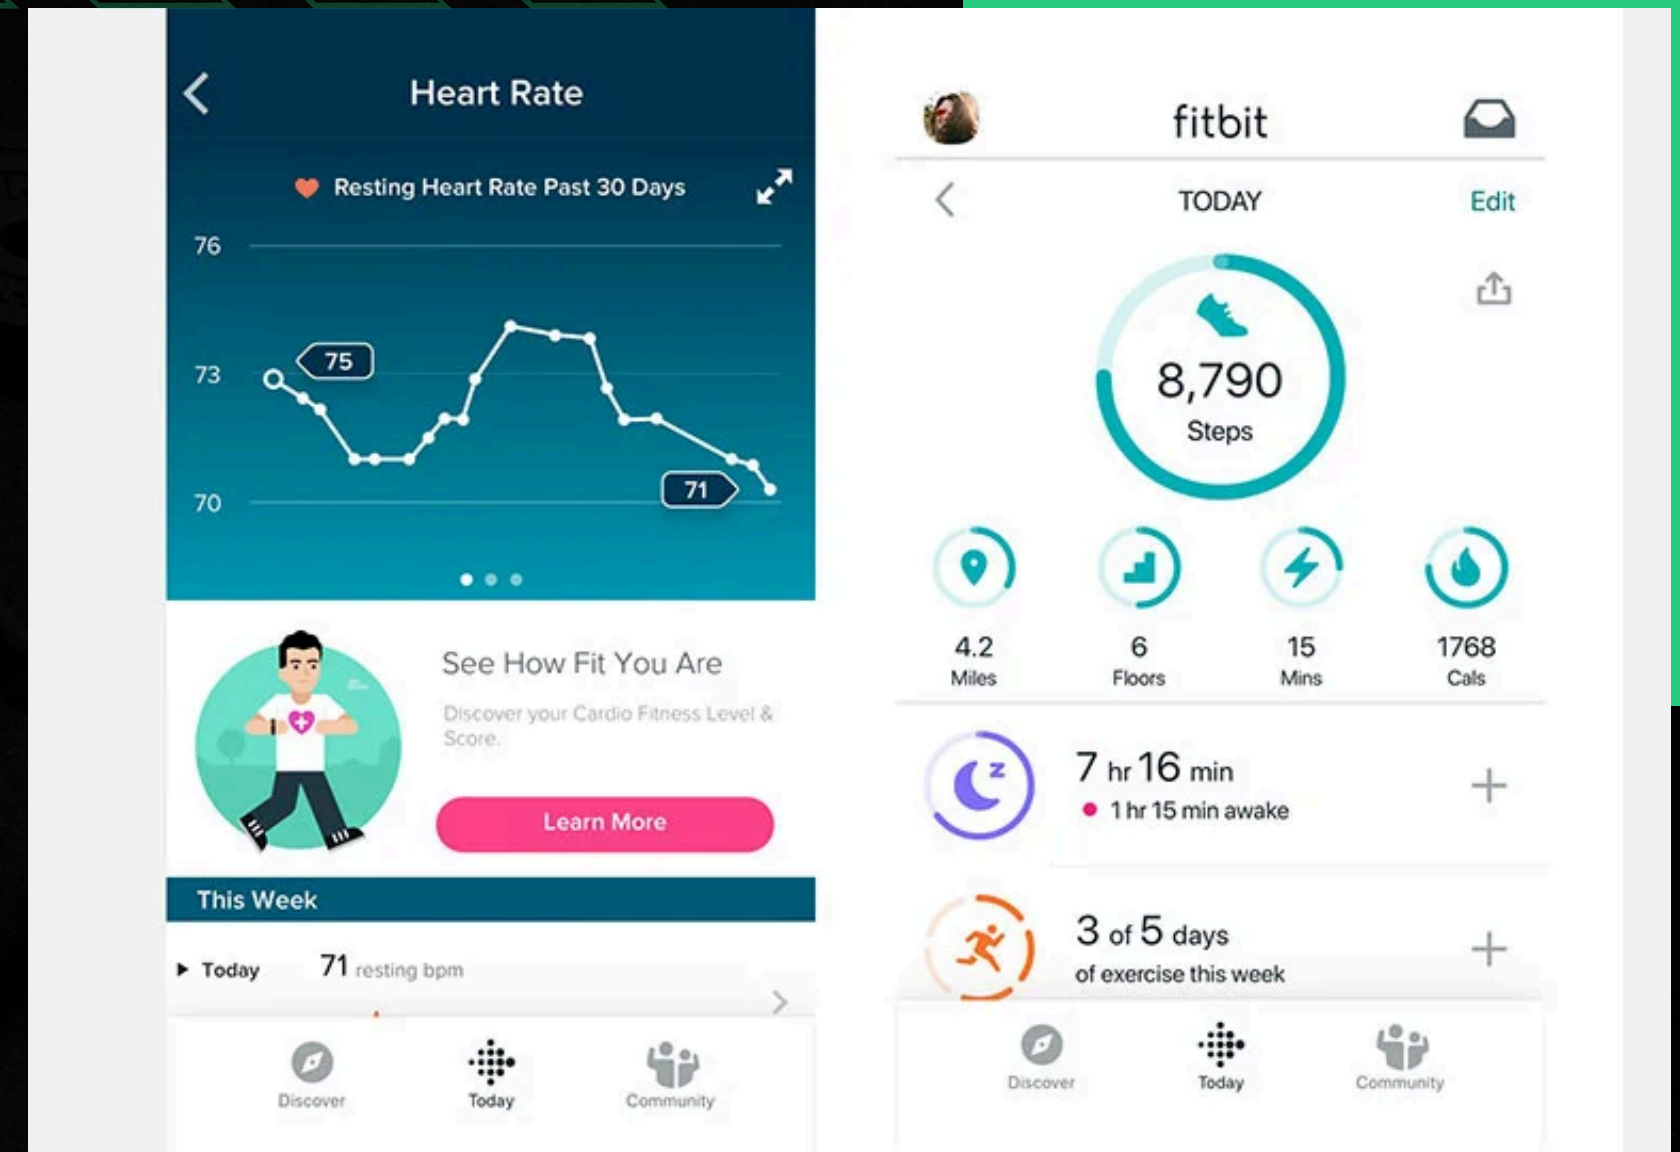 Heart Rate
Resting Heart Rate Past 30 Days
76
75
73
71
70
See How Fit You Are
Discover your Cardio Fitness Level &
Score.
Learn More
This Week
Today 71 resting bpm
Discover Today Community
fitbit
TODAY Edit
8,790
Steps
4.2 6 15 1768
Miles Floors Mins Cals
z
7 hr 16 min
1 hr 15 min awake
3 of 5 days
of exercise this week
Discover Today Community